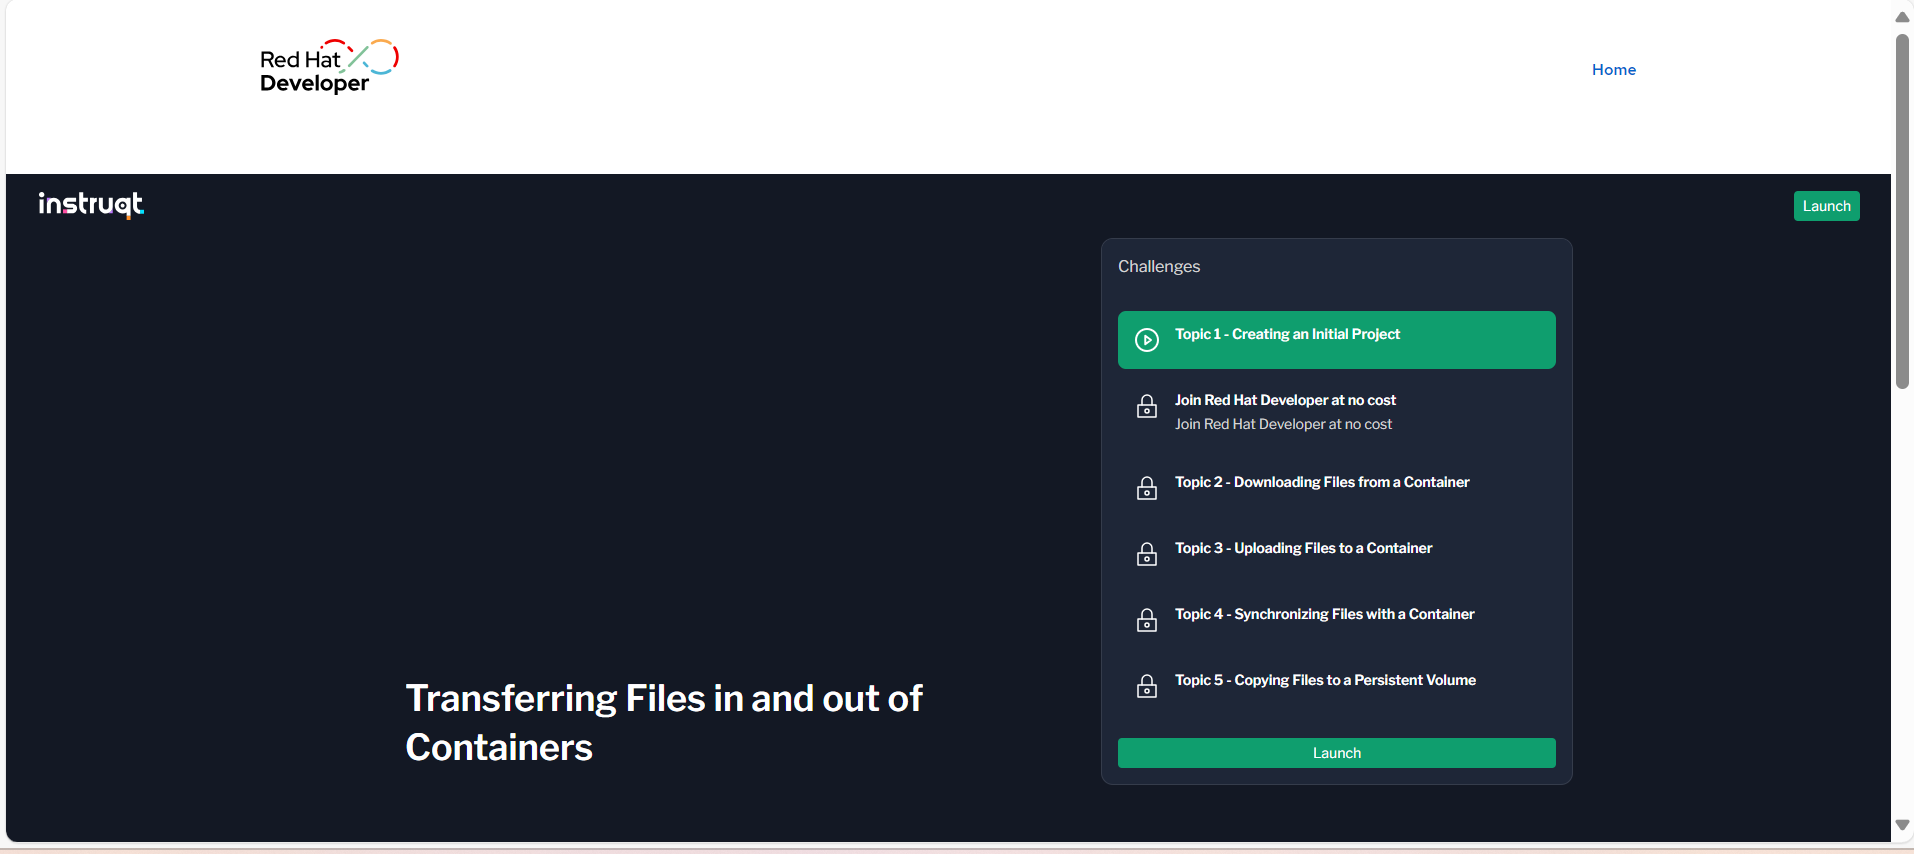 Red Hat
Developer
Home
instruqt
Launch
Challenges
Topic 1 - Creating an Initial Project
Join Red Hat Developer at no cost
Join Red Hat Developer at no cost
Topic 2 - Downloading Files from a Container
Topic 3 - Uploading Files to a Container
Topic 4 - Synchronizing Files with a Container
Topic 5 - Copying Files to a Persistent Volume
Launch
Transferring Files in and out of
Containers